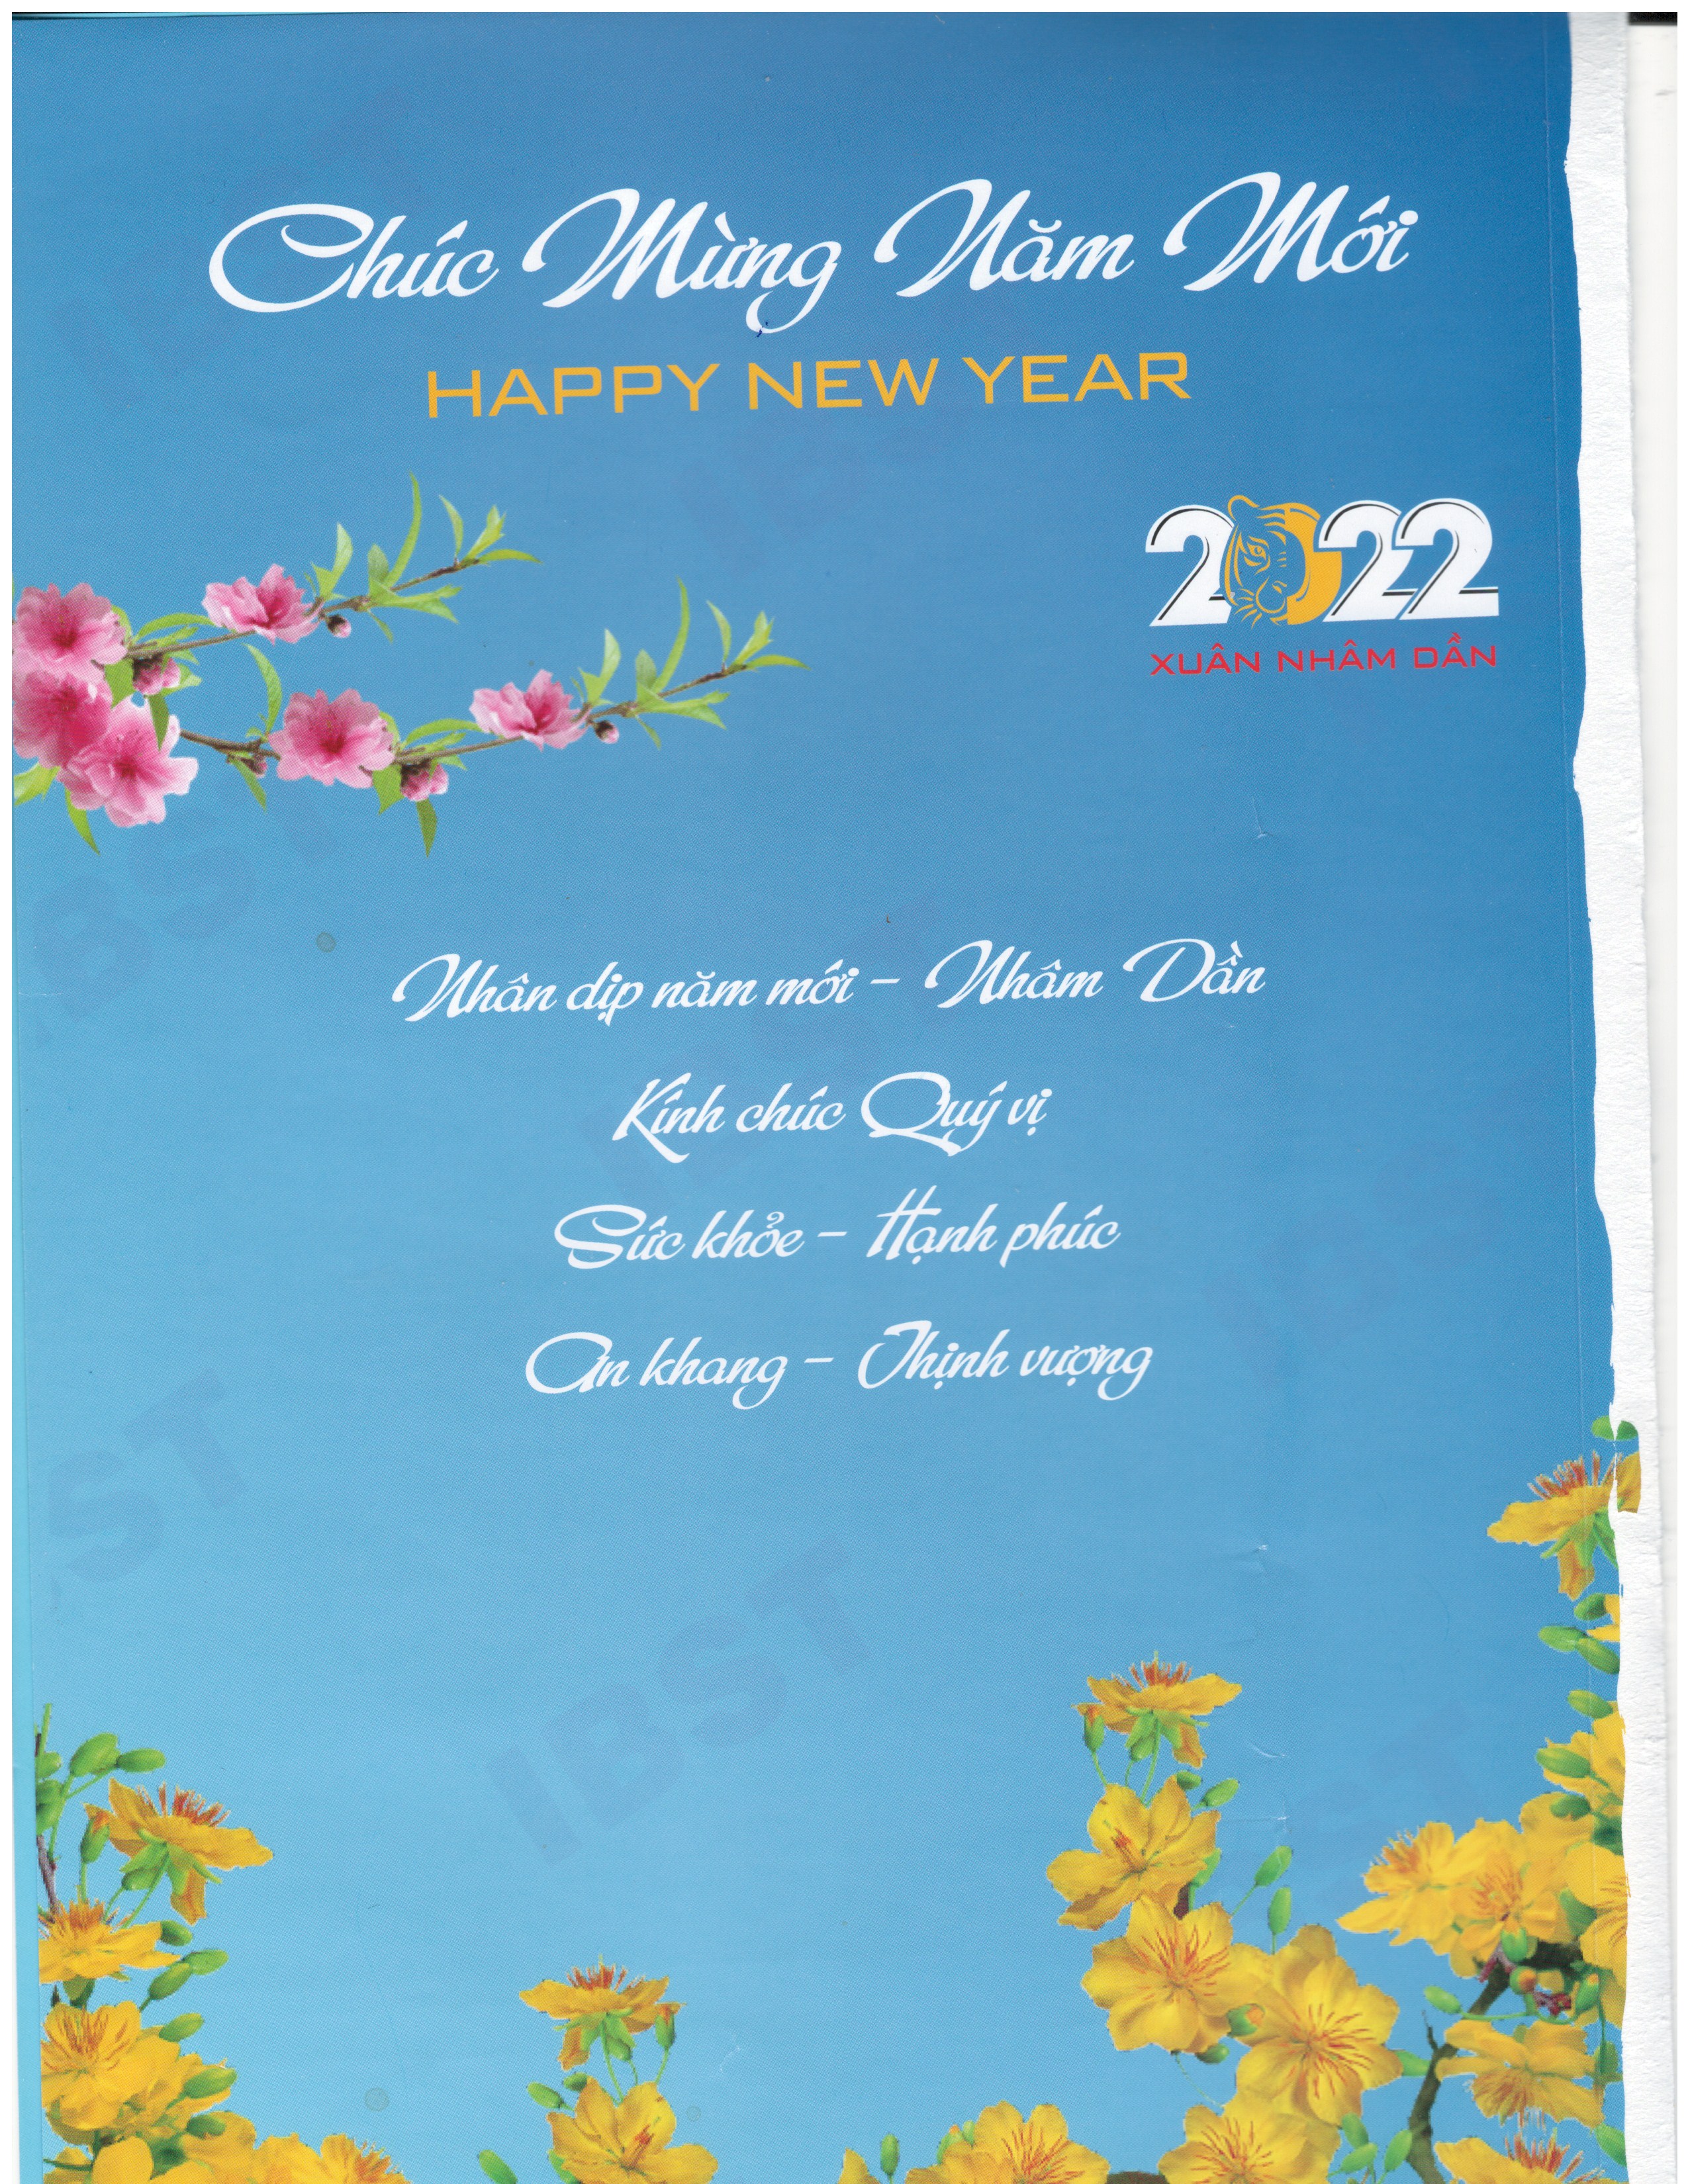 Chúc Mừng Năm Mới
HAPPY NEW YEAR
2022
XUÂN NHÂM DẦN
Nhân dịp năm mới - Nhâm Dần
Kính chúc Quý vị
Sức khỏe - Hạnh phúc
An khang - Thịnh vượng
IBST